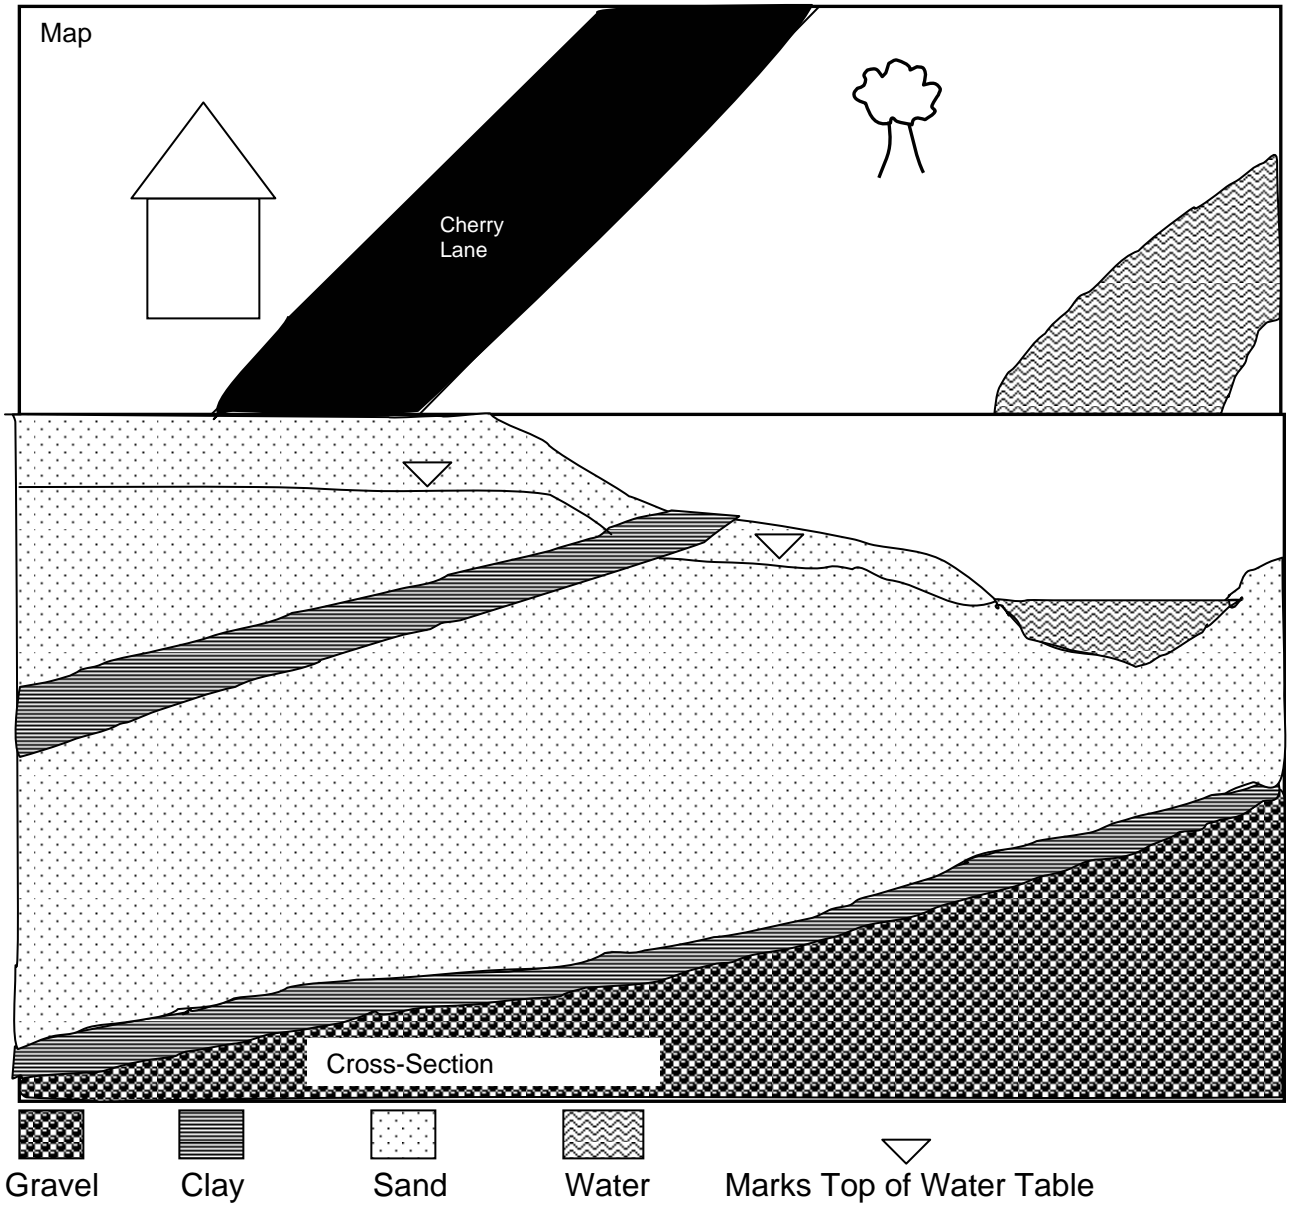 Map
Cherry
Lane
Cross-Section
Gravel
Clay
Sand
Water
Marks Top of Water Table